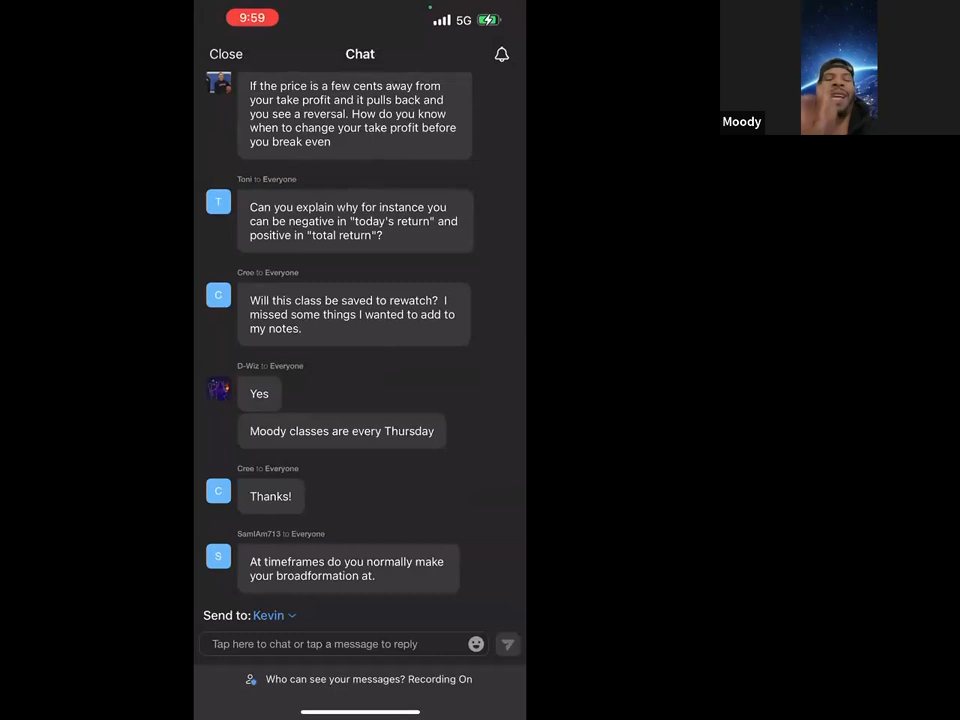 9:59
5G
Close
Chat
Moody
If the price is a few cents away from
your take profit and it pulls back and
you see a reversal. How do you know
when to change your take profit before
you break even
Toni to Everyone
T
Can you explain why for instance you
can be negative in "today's return" and
positive in "total return"?
Cree to Everyone
C
Will this class be saved to rewatch? I
missed some things I wanted to add to
my notes.
D-Wiz to Everyone
Yes
Moody classes are every Thursday
Cree to Everyone
C
Thanks!
SamIAm713 to Everyone
S
At timeframes do you normally make
your broadformation at.
Send to: Kevin
Tap here to chat or tap a message to reply
Who can see your messages? Recording On